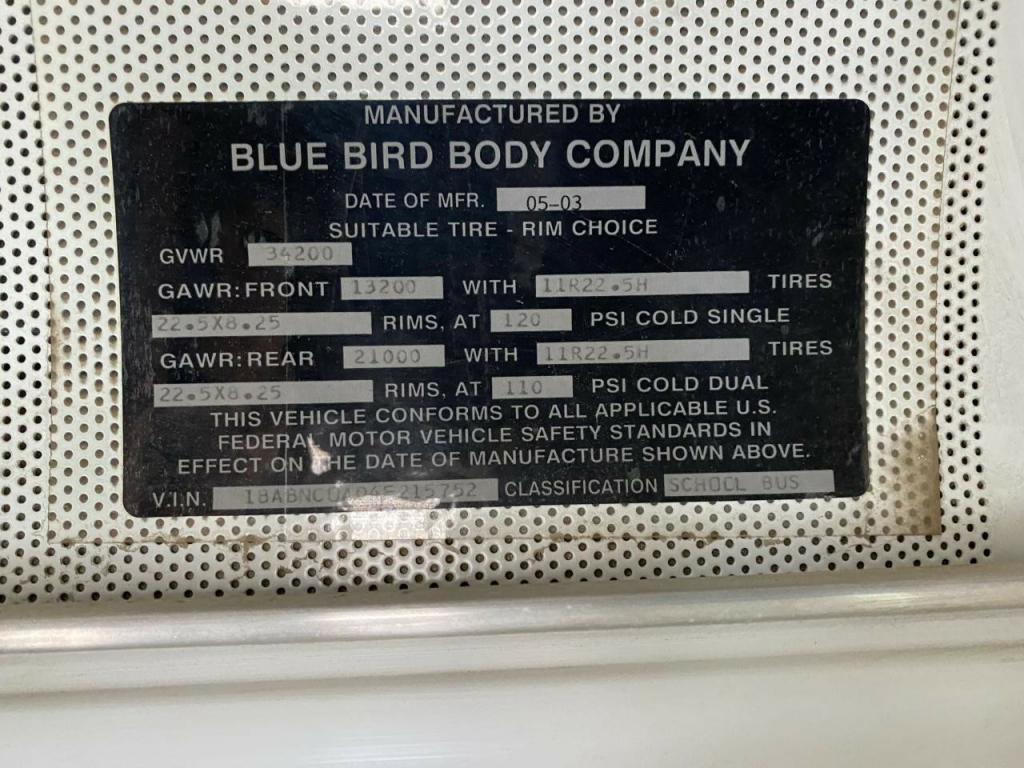 MANUFACTURED BY
BLUE BIRD BODY COMPANY
DATE OF MFR. 05-03
SUITABLE TIRE - RIM CHOICE
GVWR 34200
GAWR: FRONT 13200 WITH 11R22.5H TIRES
22.5X8.25 RIMS, AT 120 PSI COLD SINGLE
GAWR: REAR 21000 WITH 11R22.5H TIRES
22.5X8.25 RIMS, AT 110 PSI COLD DUAL
THIS VEHICLE CONFORMS TO ALL APPLICABLE U.S.
FEDERAL MOTOR VEHICLE SAFETY STANDARDS IN
EFFECT ON THE DATE OF MANUFACTURE SHOWN ABOVE.
V.I.N. CLASSIFICATION SCHOOL BUS